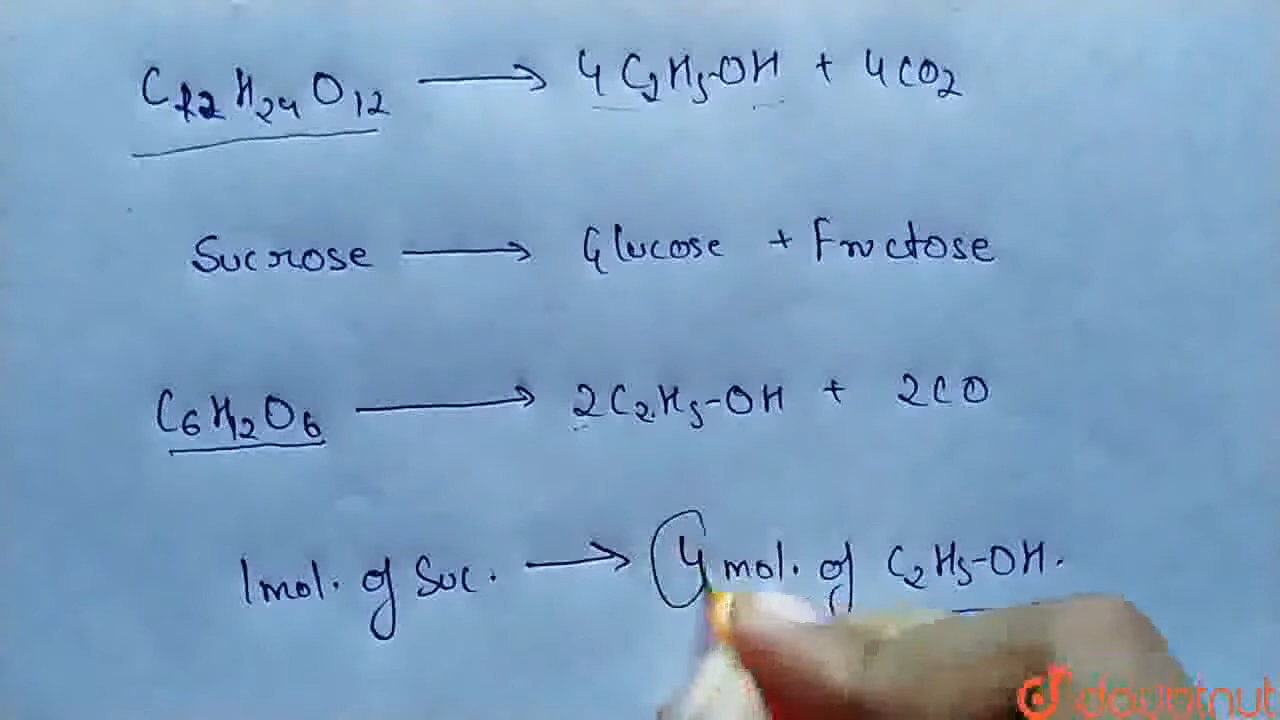 C12H24O12 → 4C2H5-OH + 4CO2
Sucrose → Glucose + Fructose
C6H2O6 → 2C2H5-OH + 2CO
1mol. of Suc. → 4 mol. of C2H5-OH.
doubtnut